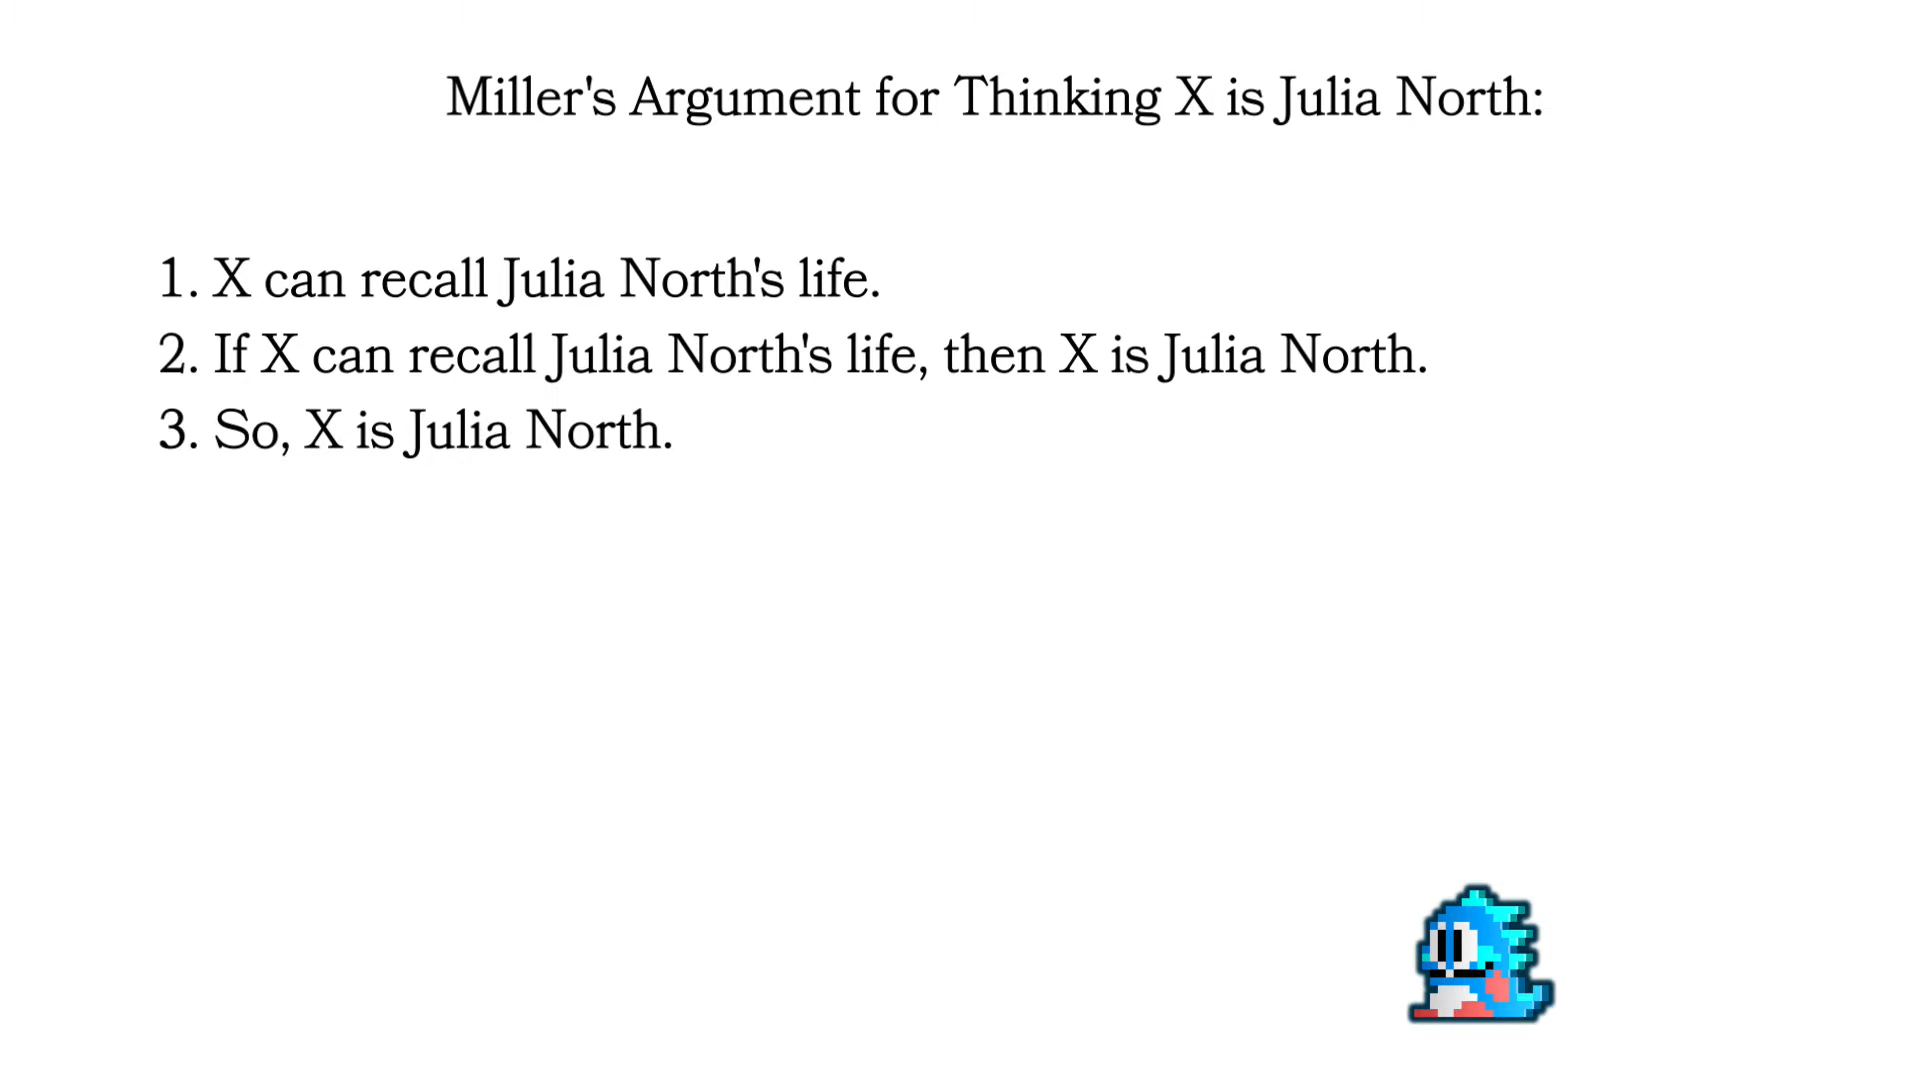 Miller's Argument for Thinking X is Julia North:
1. X can recall Julia North's life.
2. If X can recall Julia North's life, then X is Julia North.
3. So, X is Julia North.